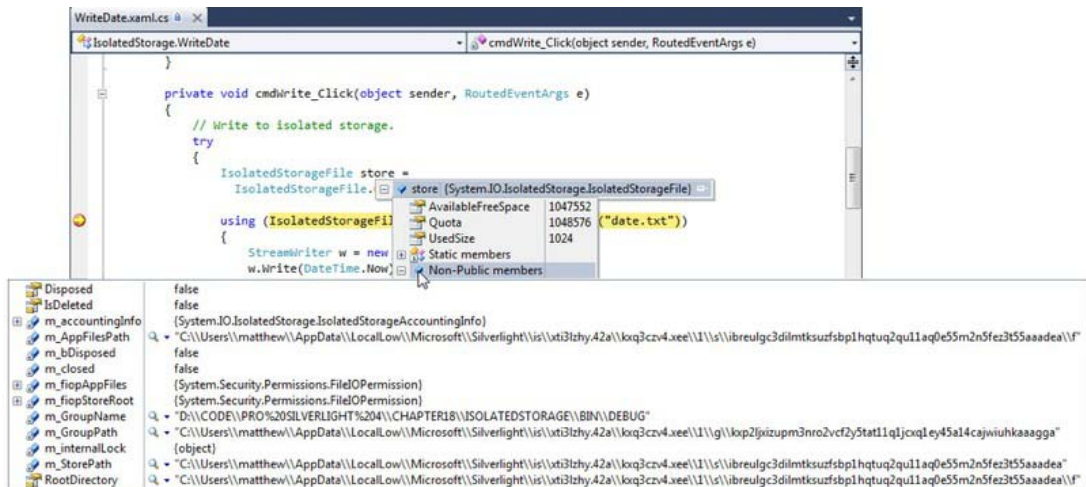 WriteDate.xaml.cs
IsolatedStorage.WriteDate cmdWrite_Click(object sender, RoutedEventArgs e)
}
private void cmdWrite_Click(object sender, RoutedEventArgs e)
{
// Write to isolated storage.
try
{
IsolatedStorageFile store =
IsolatedStorageFile. store {System.IO.IsolatedStorage.IsolatedStorageFile}
AvailableFreeSpace 1047552
using (IsolatedStorageFil Quota 1048576 ("date.txt"))
{ UsedSize 1024
StreamWriter w = new Static members
w.Write(DateTime.Now) Non-Public members
Disposed false
IsDeleted false
m_accountingInfo {System.IO.IsolatedStorage.IsolatedStorageAccountingInfo}
m_AppFilesPath "C:\\Users\\matthew\\AppData\\LocalLow\\Microsoft\\Silverlight\\is\\xti3lzhy.42a\\kxq3czv4.xee\\1\\s\\ibreulgc3dilmtksuzfsbp1hqtuq2qu11aq0e55m2n5fez3t55aaadea\\f"
m_bDisposed false
m_closed false
m_fiopAppFiles {System.Security.Permissions.FileIOPermission}
m_fiopStoreRoot {System.Security.Permissions.FileIOPermission}
m_GroupName "D:\\CODE\\PRO%20SILVERLIGHT%204\\CHAPTER18\\ISOLATEDSTORAGE\\BIN\\DEBUG"
m_GroupPath "C:\\Users\\matthew\\AppData\\LocalLow\\Microsoft\\Silverlight\\is\\xti3lzhy.42a\\kxq3czv4.xee\\1\\g\\kxp2ljxizupm3nro2vcf2y5tat11q1jcxq1ey45a14cajwiuhkaaagga"
m_internalLock {object}
m_StorePath "C:\\Users\\matthew\\AppData\\LocalLow\\Microsoft\\Silverlight\\is\\xti3lzhy.42a\\kxq3czv4.xee\\1\\s\\ibreulgc3dilmtksuzfsbp1hqtuq2qu11aq0e55m2n5fez3t55aaadea"
RootDirectory "C:\\Users\\matthew\\AppData\\LocalLow\\Microsoft\\Silverlight\\is\\xti3lzhy.42a\\kxq3czv4.xee\\1\\s\\ibreulgc3dilmtksuzfsbp1hqtuq2qu11aq0e55m2n5fez3t55aaadea\\f"